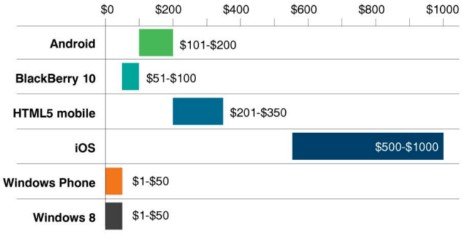 $0 $200 $400 $600 $800 $1000
Android $101-$200
BlackBerry 10 $51-$100
HTML5 mobile $201-$350
iOS $500-$1000
Windows Phone $1-$50
Windows 8 $1-$50